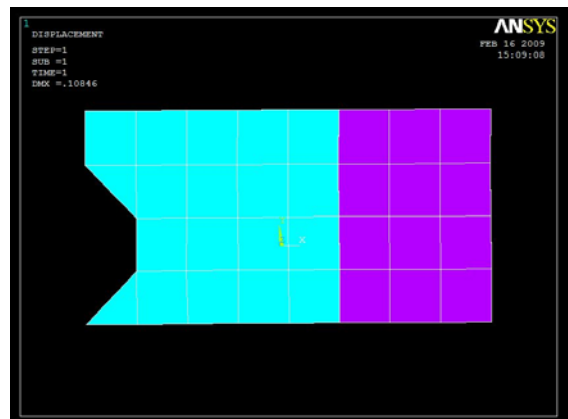 1
DISPLACEMENT
STEP=1
SUB =1
TIME=1
DMX =.10846
ANSYS
FEB 16 2009
15:09:08
X